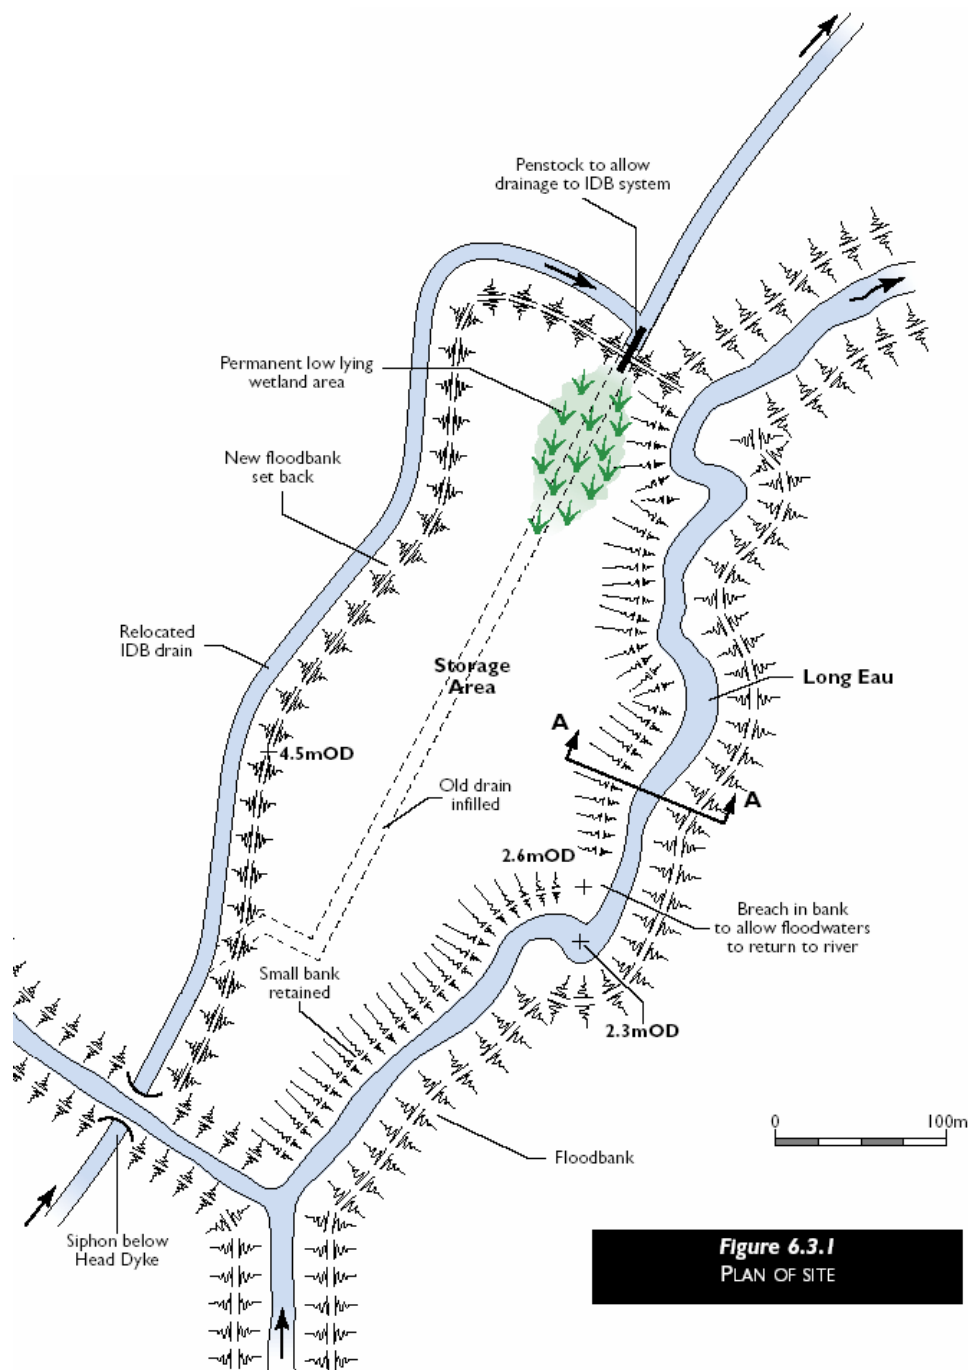 Penstock to allow
drainage to IDB system
Permanent low lying
wetland area
New floodbank
set back
Relocated
IDB drain
Storage
Area
Long Eau
A
A
4.5mOD
Old drain
infilled
2.6mOD
Breach in bank
to allow floodwaters
to return to river
Small bank
retained
2.3mOD
0
100m
Floodbank
Siphon below
Head Dyke
Figure 6.3.1
PLAN OF SITE